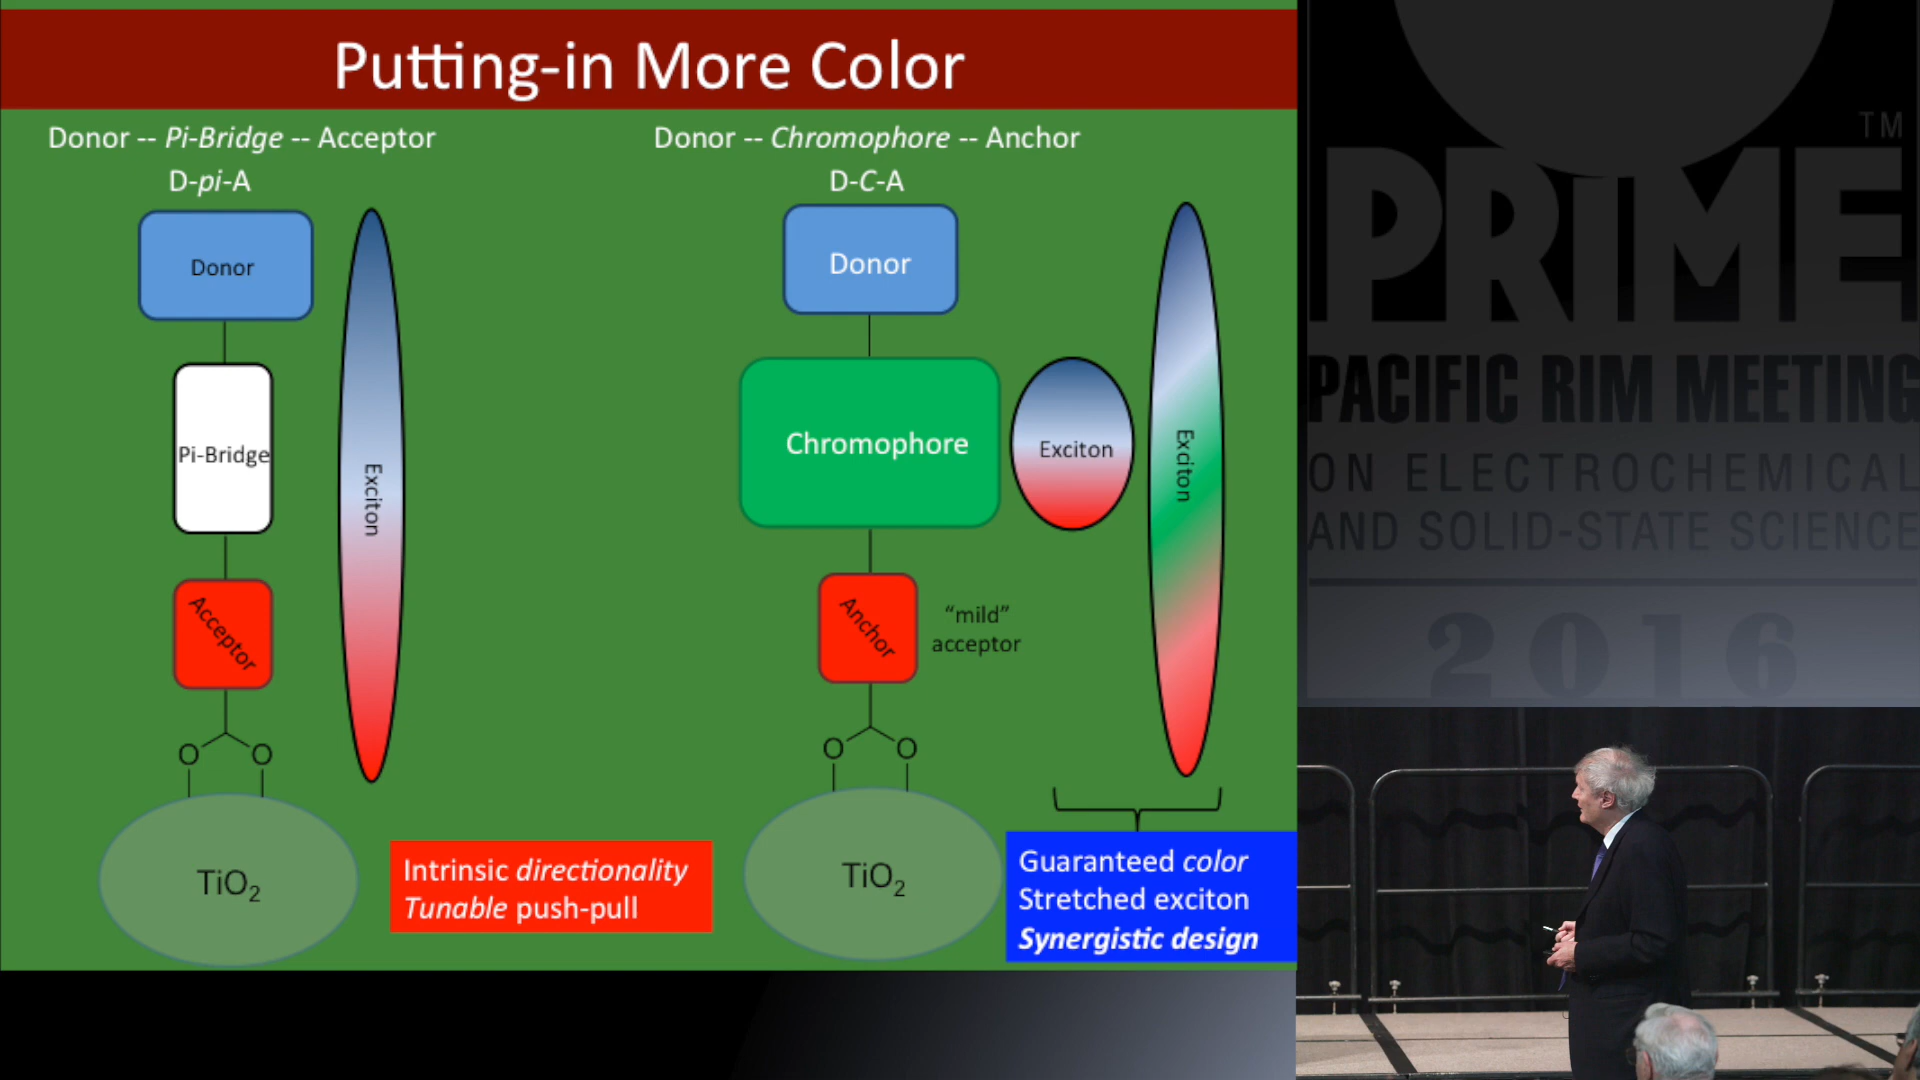 Putting-in More Color
Donor -- Pi-Bridge -- Acceptor
D-pi-A
Donor
Pi-Bridge
Acceptor
Exciton
O O
TiO2
Intrinsic directionality
Tunable push-pull
Donor -- Chromophore -- Anchor
D-C-A
Donor
Chromophore
Exciton
Exciton
Anchor
“mild”
acceptor
O O
TiO2
Guaranteed color
Stretched exciton
Synergistic design
PRiME
TM
PACIFIC RIM MEETING
ON ELECTROCHEMICAL
AND SOLID-STATE SCIENCE
2016